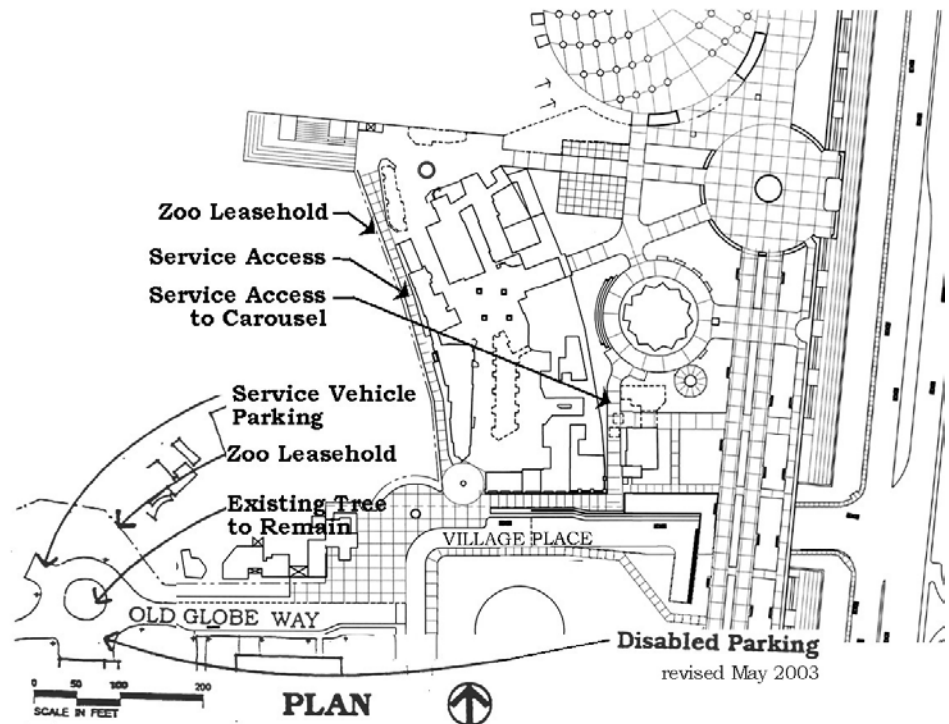 Zoo Leasehold
Service Access
Service Access
to Carousel
Service Vehicle
Parking
Zoo Leasehold
Existing Tree
to Remain
VILLAGE PLACE
OLD GLOBE WAY
Disabled Parking
revised May 2003
0 50 100 200
SCALE IN FEET
PLAN